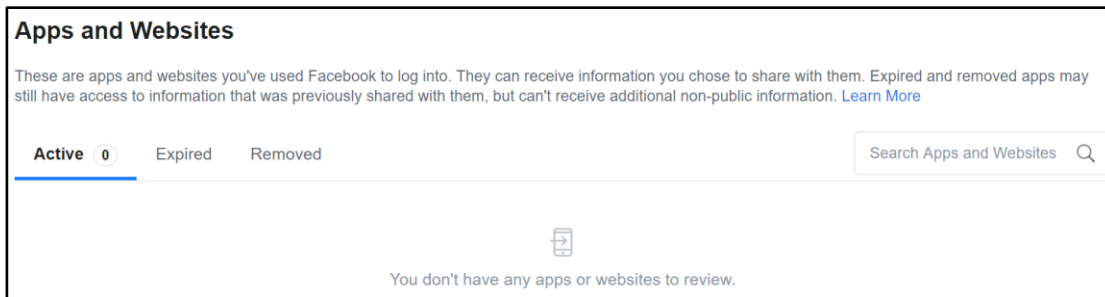 Apps and Websites
These are apps and websites you've used Facebook to log into. They can receive information you chose to share with them. Expired and removed apps may
still have access to information that was previously shared with them, but can't receive additional non-public information. Learn More
Active 0 Expired Removed Search Apps and Websites
You don't have any apps or websites to review.